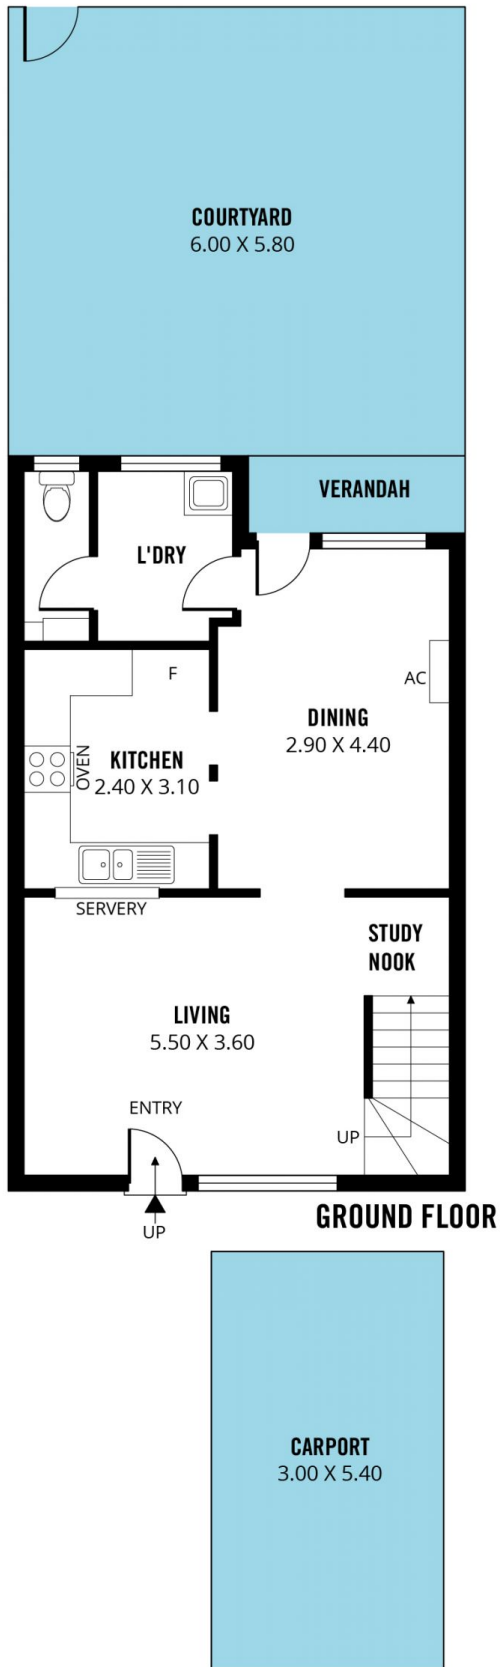 COURTYARD
6.00 X 5.80
VERANDAH
L'DRY
F
AC
DINING
2.90 X 4.40
OVEN
KITCHEN
2.40 X 3.10
SERVERY
STUDY
NOOK
LIVING
5.50 X 3.60
ENTRY
UP
UP
GROUND FLOOR
CARPORT
3.00 X 5.40